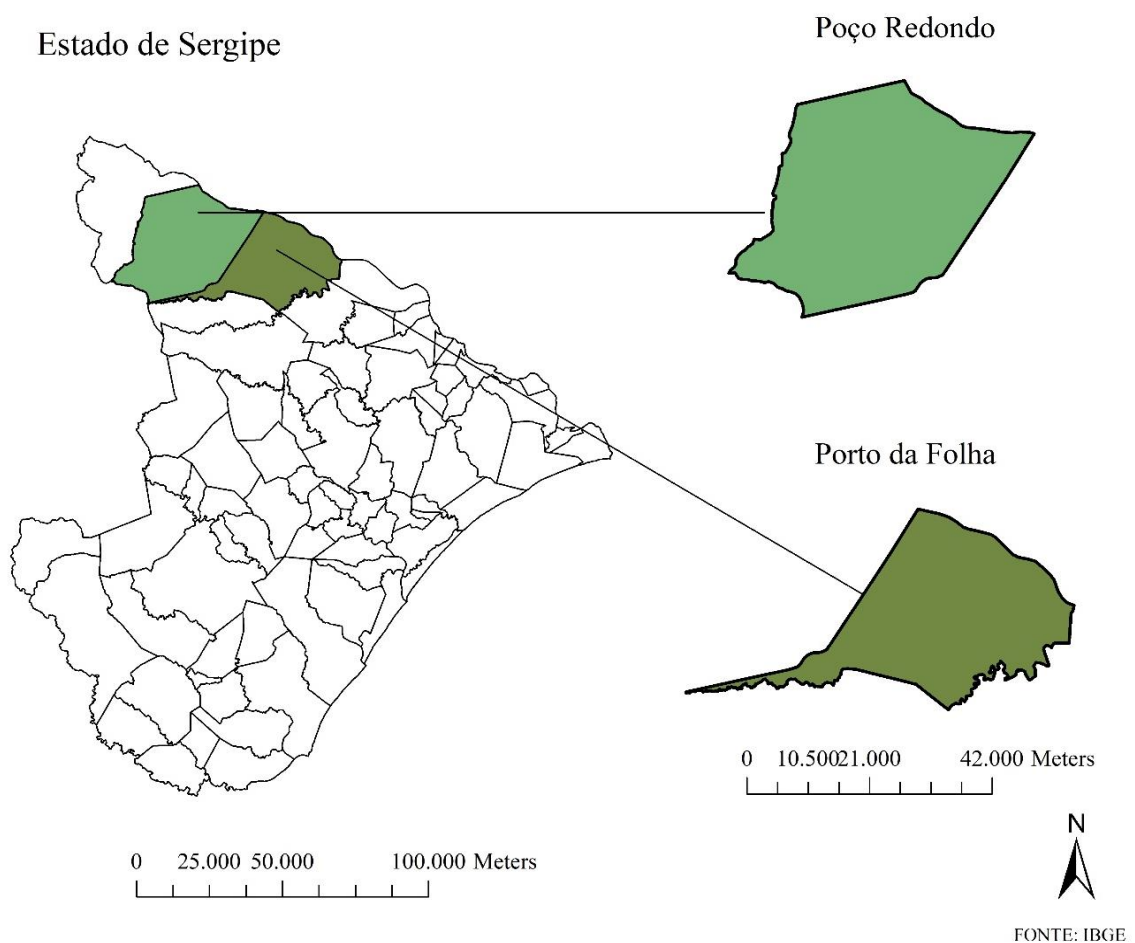 Estado de Sergipe
Poço Redondo
Porto da Folha
0 10.50021.000 42.000 Meters
0 25.000 50.000 100.000 Meters
N
FONTE: IBGE